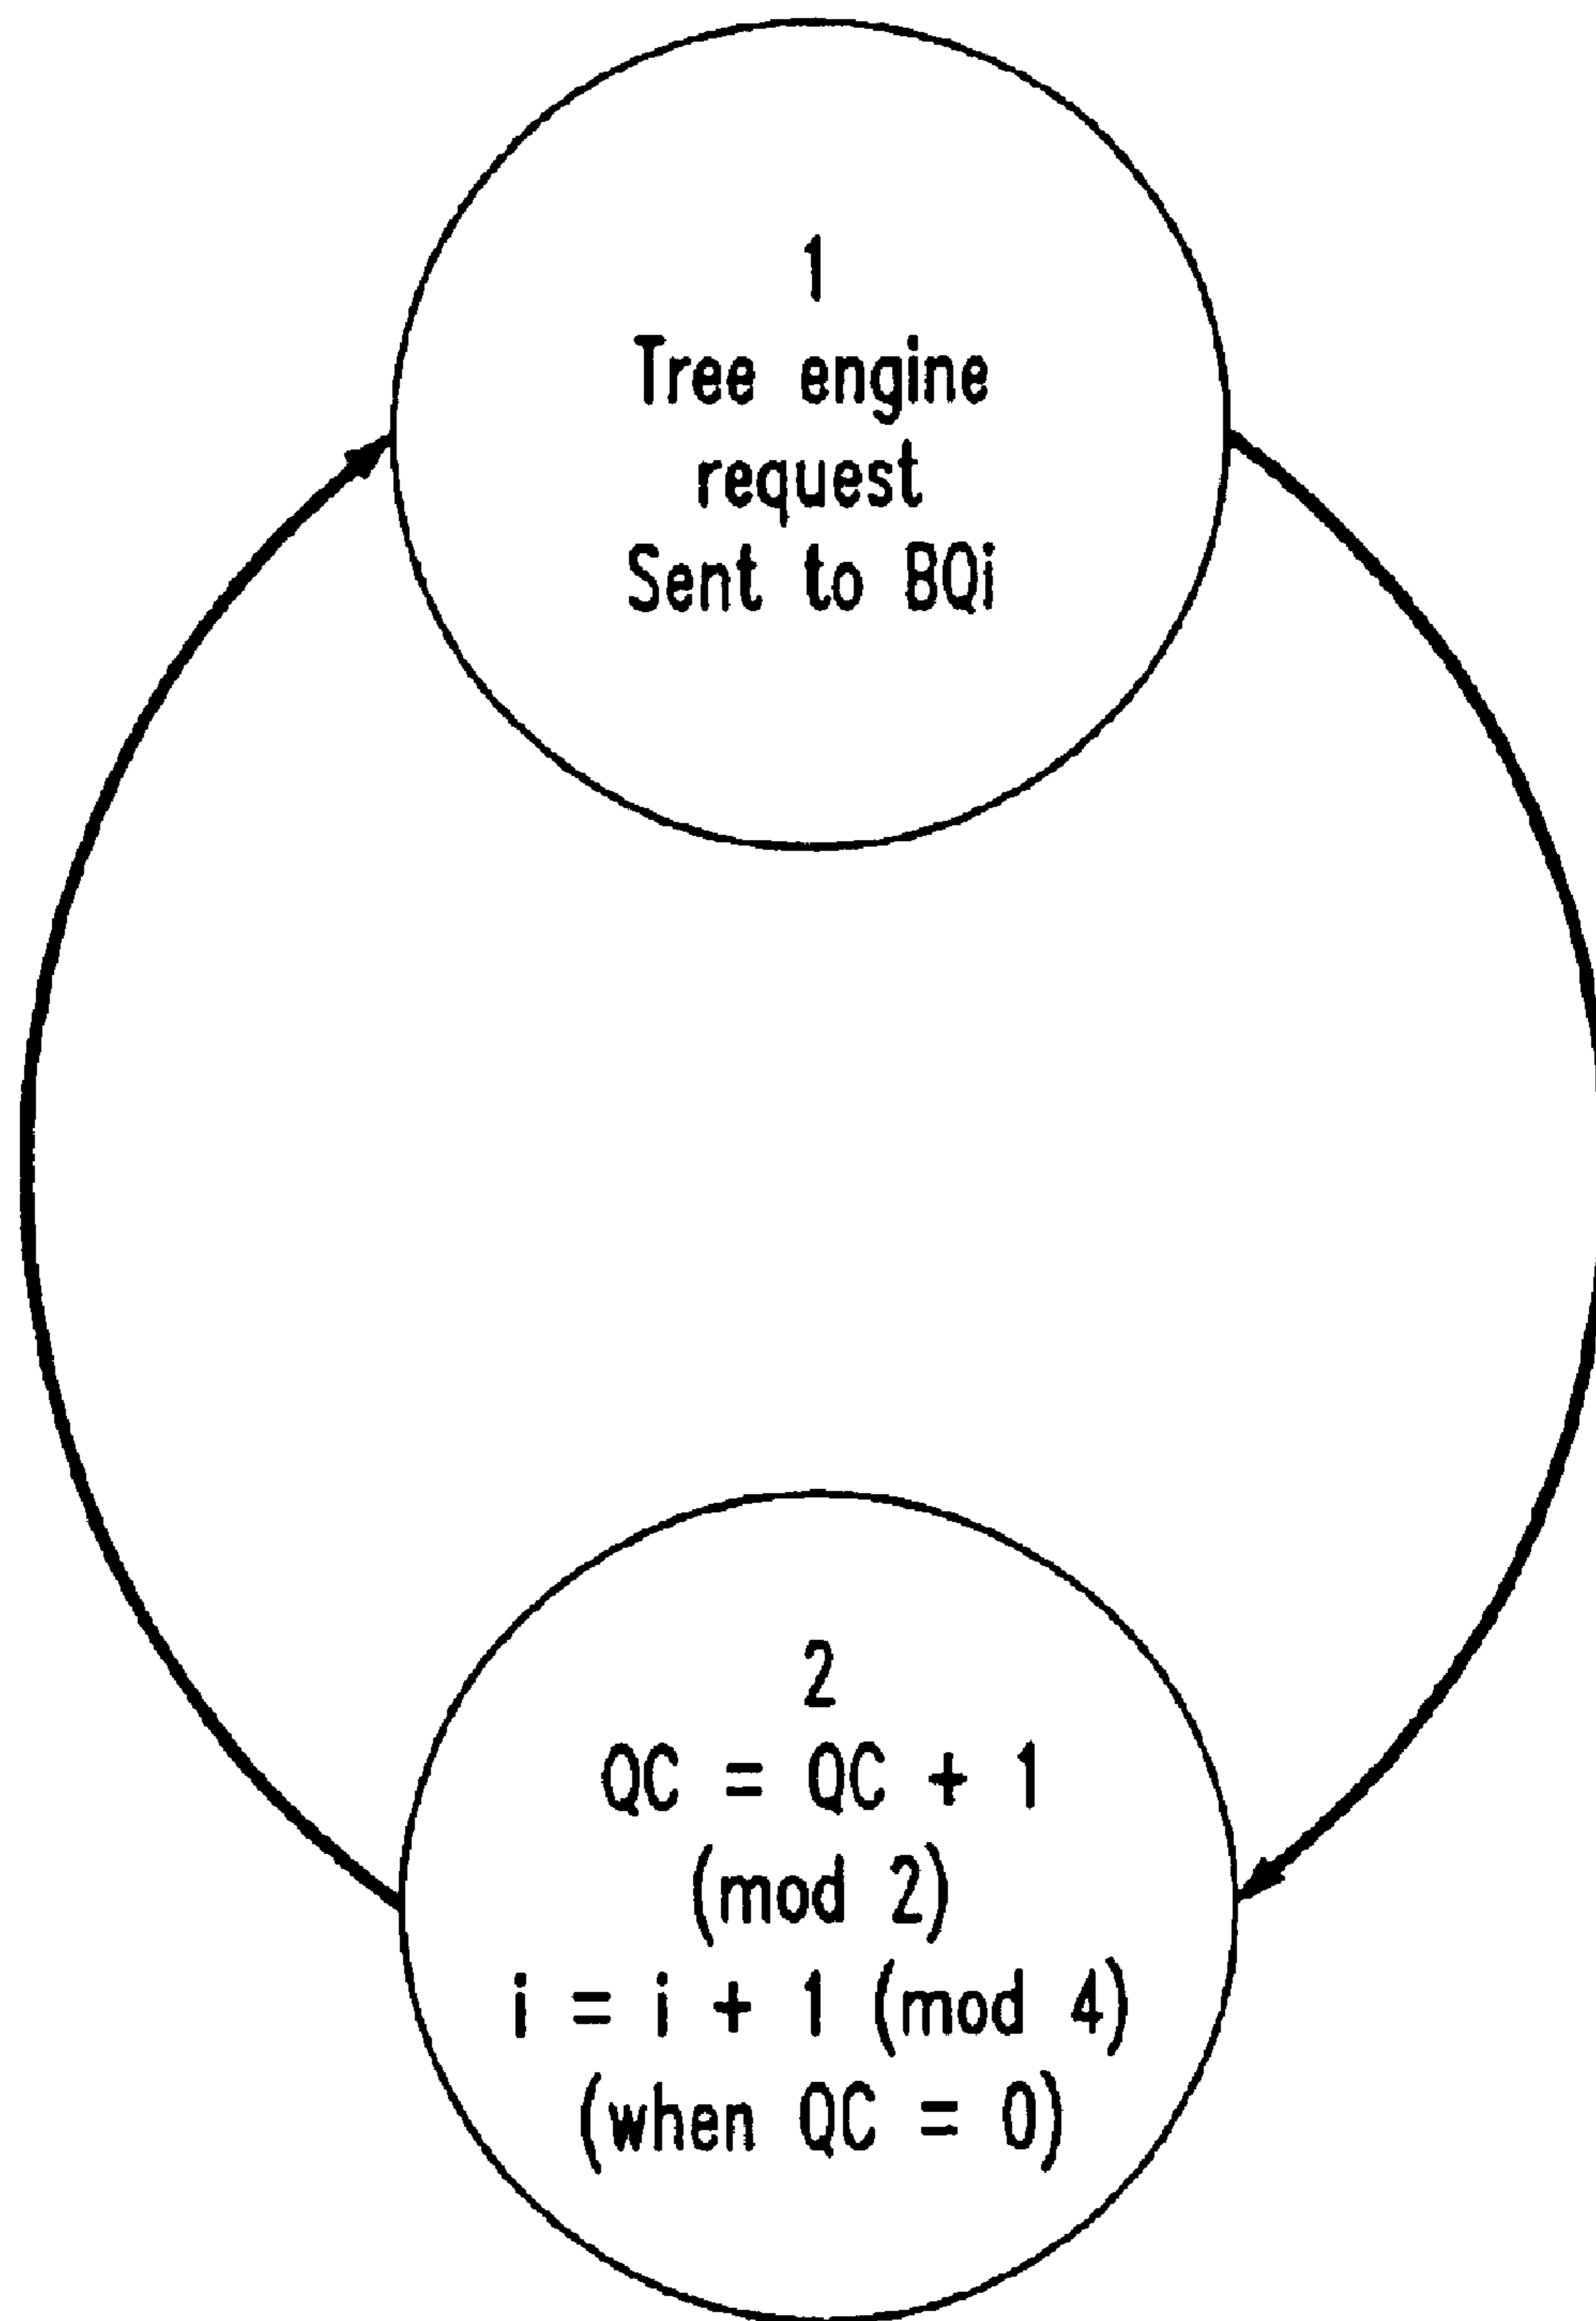 1
Tree engine
request
Sent to BQi
2
QC = QC + 1
(mod 2)
i = i + 1 (mod 4)
(when QC = 0)